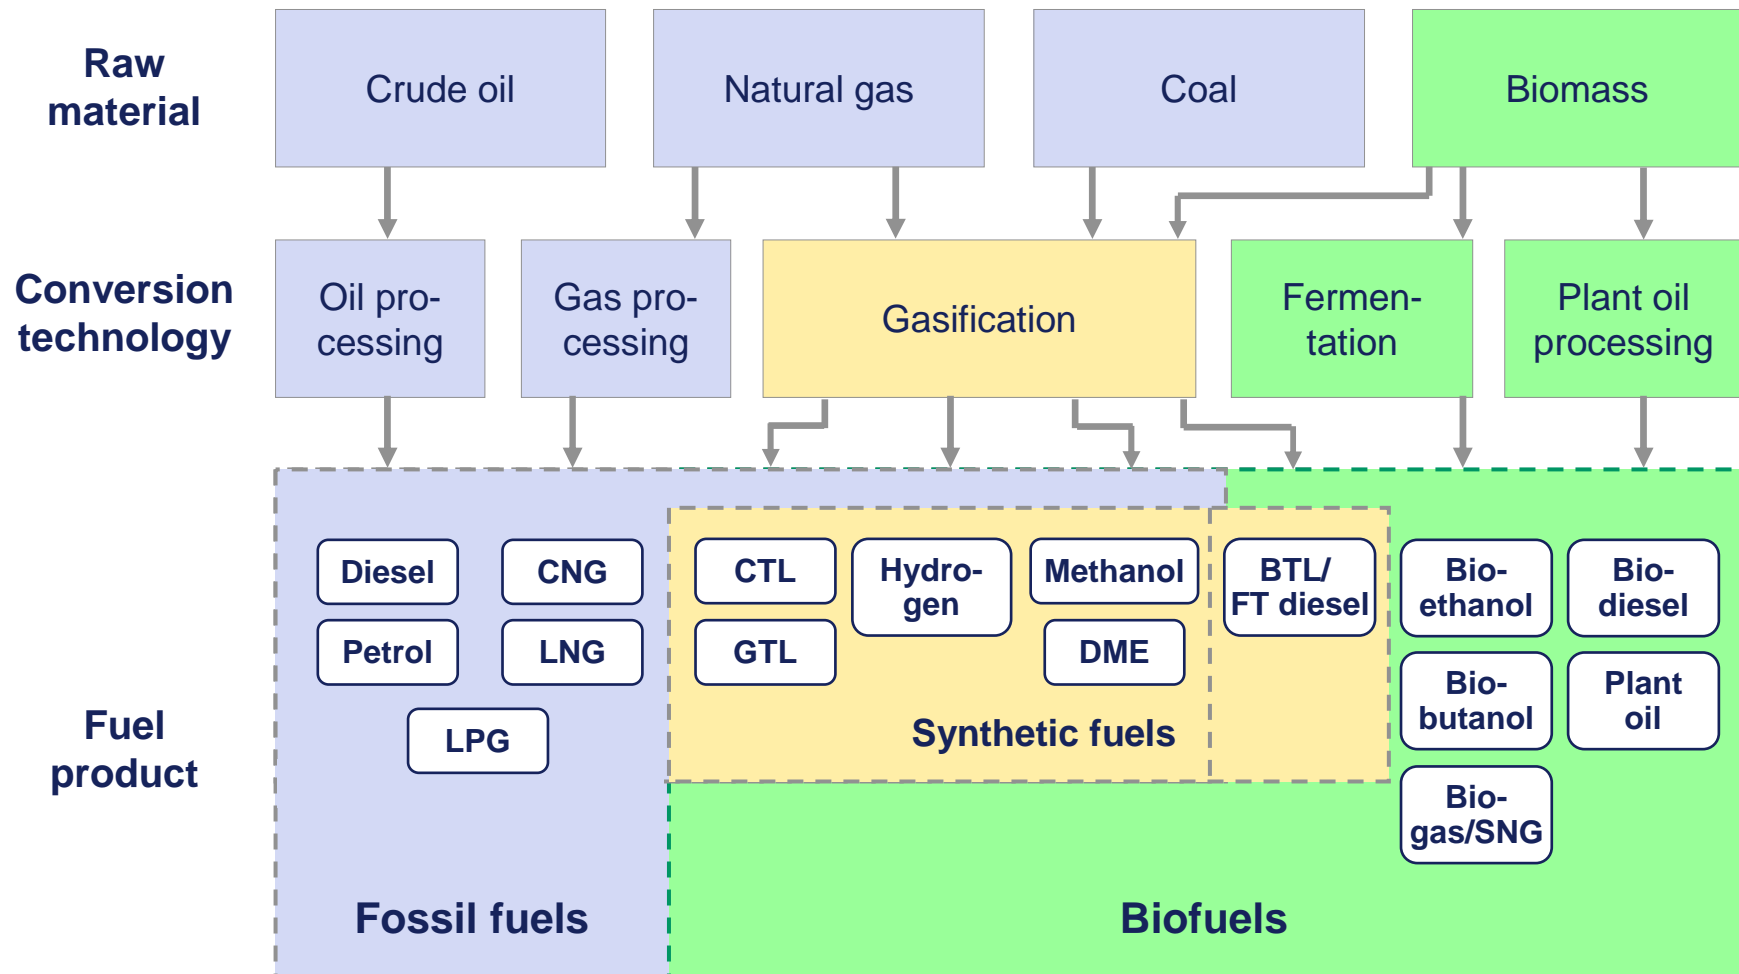 Raw
material
Crude oil
Natural gas
Coal
Biomass
Conversion
technology
Oil pro-
cessing
Gas pro-
cessing
Gasification
Fermen-
tation
Plant oil
processing
Fuel
product
Diesel
Petrol
CNG
LNG
LPG
CTL
GTL
Hydro-
gen
Methanol
DME
BTL/
FT diesel
Synthetic fuels
Bio-
ethanol
Bio-
butanol
Bio-
gas/SNG
Bio-
diesel
Plant
oil
Fossil fuels
Biofuels